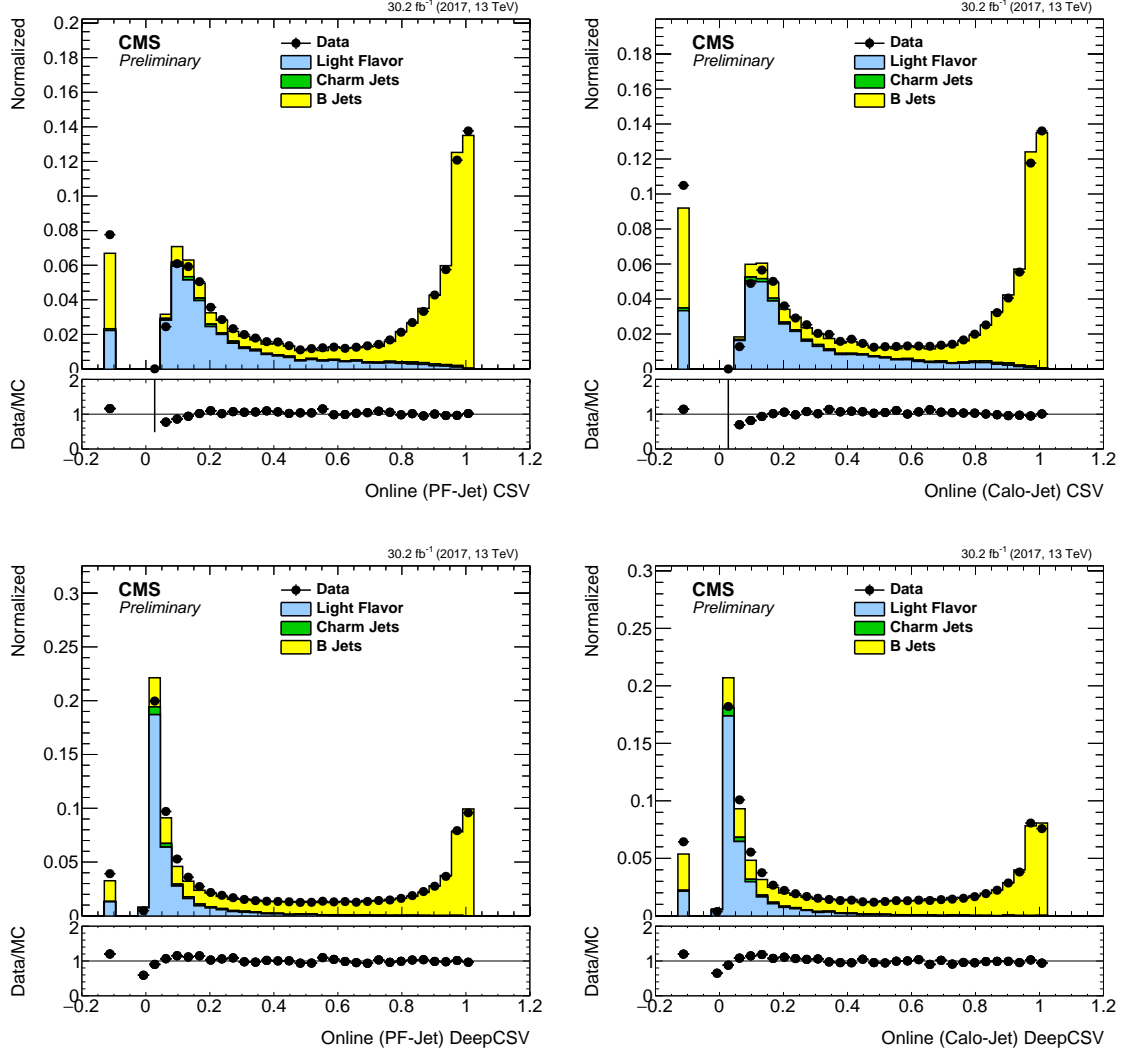 30.2 fb-1 (2017, 13 TeV)
CMS
Preliminary
Data
Light Flavor
Charm Jets
B Jets
Normalized
0.2
0.18
0.16
0.14
0.12
0.1
0.08
0.06
0.04
0.02
0
Data/MC
2
1
0
−0.2 0 0.2 0.4 0.6 0.8 1 1.2
Online (PF-Jet) CSV
30.2 fb-1 (2017, 13 TeV)
CMS
Preliminary
Data
Light Flavor
Charm Jets
B Jets
Normalized
0.18
0.16
0.14
0.12
0.1
0.08
0.06
0.04
0.02
0
Data/MC
2
1
0
−0.2 0 0.2 0.4 0.6 0.8 1 1.2
Online (Calo-Jet) CSV
30.2 fb-1 (2017, 13 TeV)
CMS
Preliminary
Data
Light Flavor
Charm Jets
B Jets
Normalized
0.3
0.25
0.2
0.15
0.1
0.05
0
Data/MC
2
1
0
−0.2 0 0.2 0.4 0.6 0.8 1 1.2
Online (PF-Jet) DeepCSV
30.2 fb-1 (2017, 13 TeV)
CMS
Preliminary
Data
Light Flavor
Charm Jets
B Jets
Normalized
0.3
0.25
0.2
0.15
0.1
0.05
0
Data/MC
2
1
0
−0.2 0 0.2 0.4 0.6 0.8 1 1.2
Online (Calo-Jet) DeepCSV